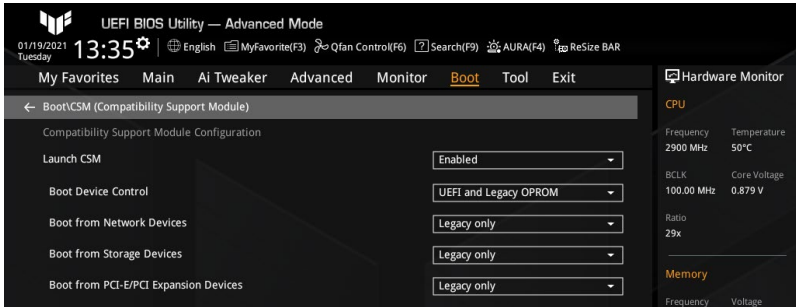 UEFI BIOS Utility — Advanced Mode
01/19/2021 Tuesday 13:35 English MyFavorite(F3) Qfan Control(F6) ? Search(F9) AURA(F4) ReSize BAR
My Favorites Main Ai Tweaker Advanced Monitor Boot Tool Exit
Hardware Monitor
← Boot\CSM (Compatibility Support Module)
Compatibility Support Module Configuration
Launch CSM Enabled
Boot Device Control UEFI and Legacy OPROM
Boot from Network Devices Legacy only
Boot from Storage Devices Legacy only
Boot from PCI-E/PCI Expansion Devices Legacy only
CPU
Frequency Temperature
2900 MHz 50°C
BCLK Core Voltage
100.00 MHz 0.879 V
Ratio
29x
Memory
Frequency Voltage